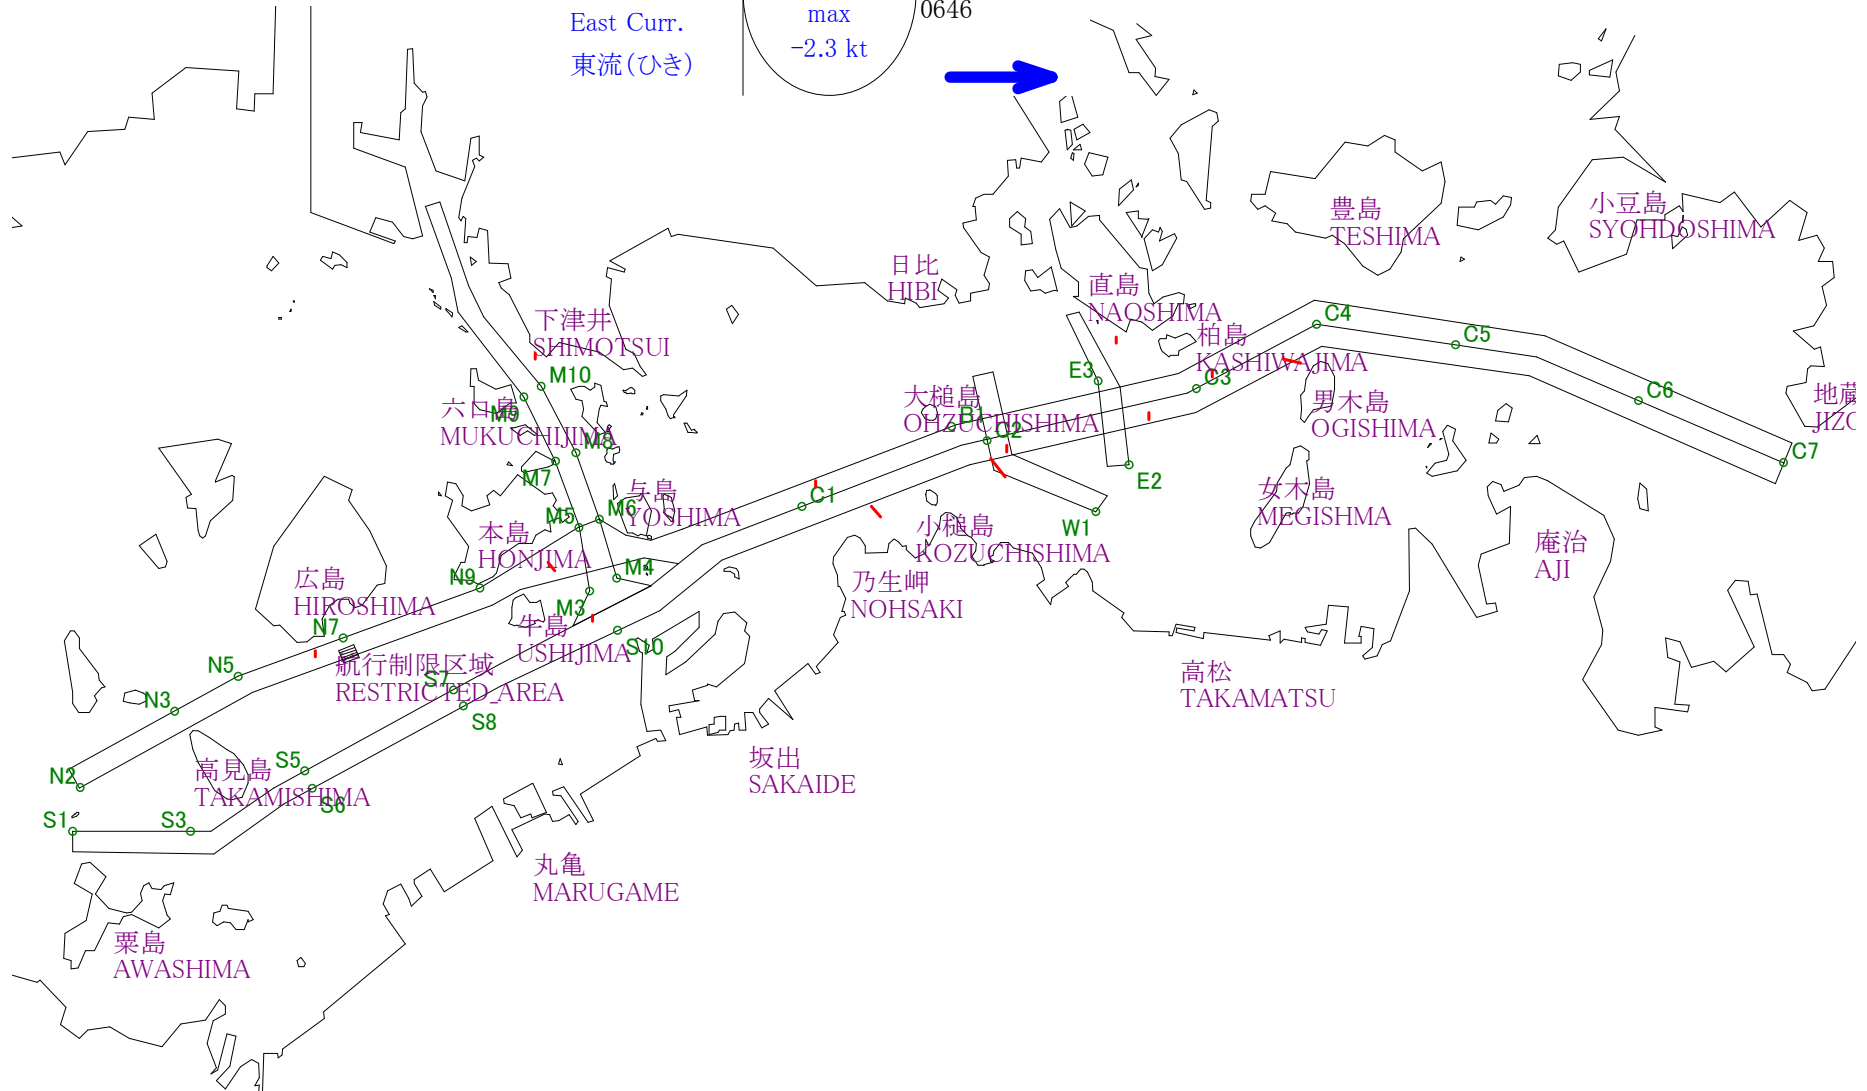 East Curr.
東流(ひき)
max
-2.3 kt
0646
豊島
TESHIMA
小豆島
SYOHDOSHIMA
日比
HIBI
直島
NAOSHIMA
下津井
SHIMOTSUI
柏島
KASHIWAJIMA
C4
C5
C3
E3
M10
M9
六口島
MUKUCHIJIMA
M8
M7
大槌島
OHZUCHISHIMA
B1
C2
男木島
OGISHIMA
C6
地蔵
JIZO
C7
E2
女木島
MEGISHMA
W1
C1
与島
YOSHIMA
M6
M5
本島
HONJIMA
小槌島
KOZUCHISHIMA
庵治
AJI
乃生岬
NOHSAKI
広島
HIROSHIMA
N9
M4
M3
牛島
USHIJIMA
S10
N7
航行制限区域
RESTRICTED_AREA
N5
S7
S8
N3
高松
TAKAMATSU
N2
高見島
TAKAMISHIMA
S5
S6
坂出
SAKAIDE
S1
S3
丸亀
MARUGAME
粟島
AWASHIMA